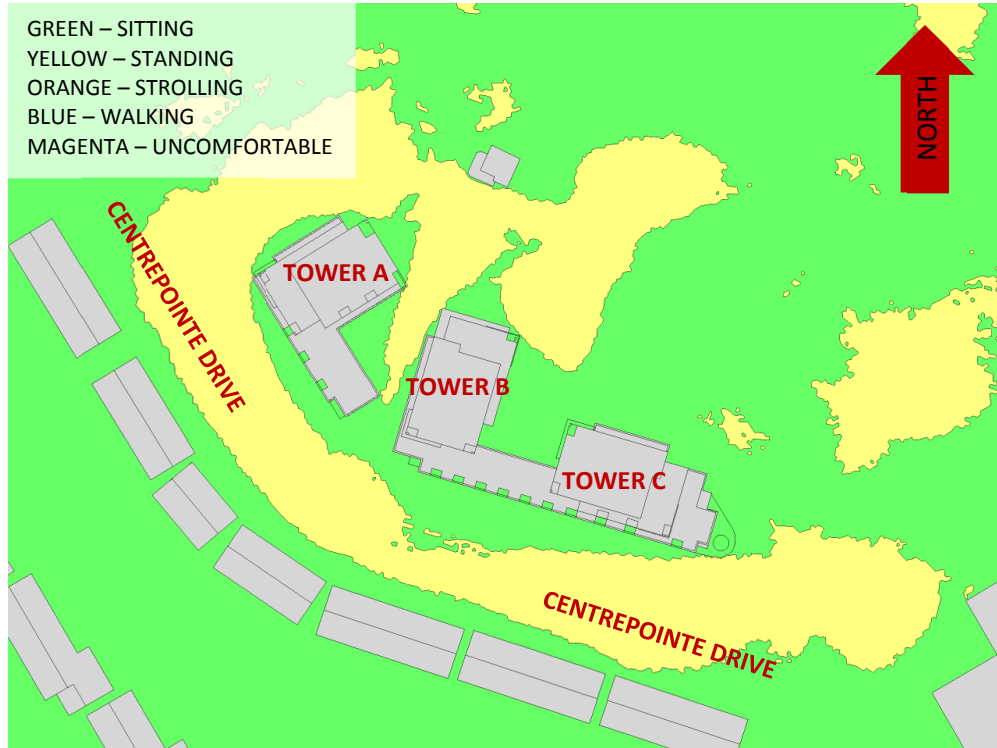 GREEN – SITTING
YELLOW – STANDING
ORANGE – STROLLING
BLUE – WALKING
MAGENTA – UNCOMFORTABLE
NORTH
CENTREPOINTE DRIVE
TOWER A
TOWER B
TOWER C
CENTREPOINTE DRIVE